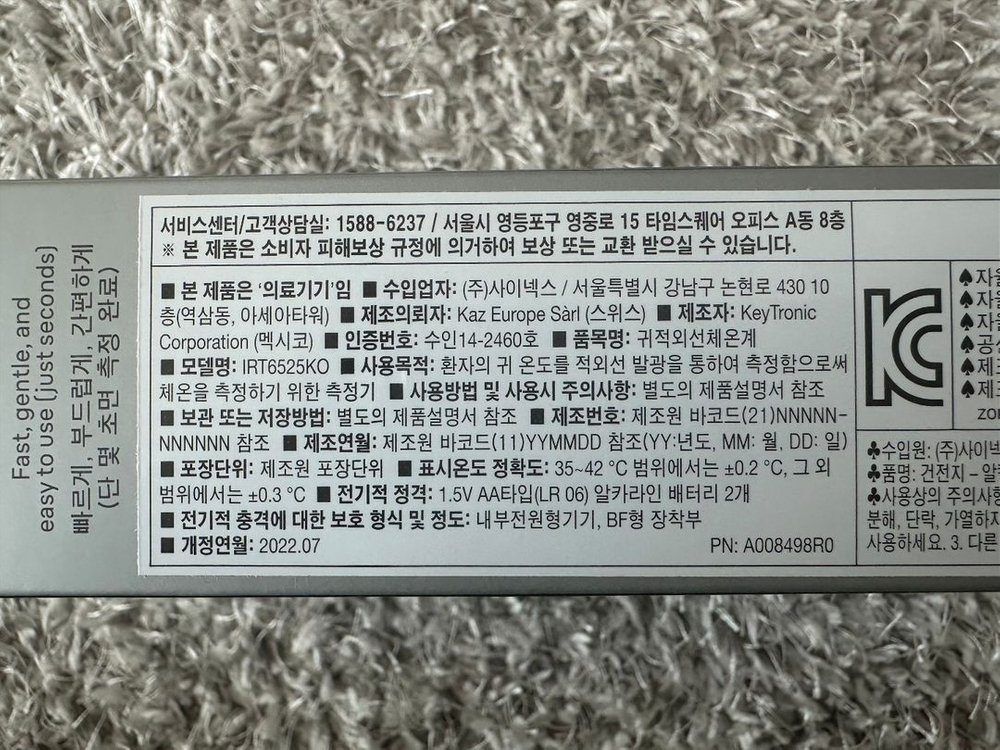 Fast, gentle, and
easy to use (just seconds)
빠르게, 부드럽게, 간편하게
(단 몇 초면 측정 완료)
서비스센터/고객상담실: 1588-6237 / 서울시 영등포구 영중로 15 타임스퀘어 오피스 A동 8층
※ 본 제품은 소비자 피해보상 규정에 의거하여 보상 또는 교환 받으실 수 있습니다.
■ 본 제품은 '의료기기'임 ■ 수입업자: (주)사이넥스 / 서울특별시 강남구 논현로 430 10
층(역삼동, 아세아타워) ■ 제조의뢰자: Kaz Europe Sàrl (스위스) ■ 제조자: KeyTronic
Corporation (멕시코) ■ 인증번호: 수인14-2460호 ■ 품목명: 귀적외선체온계
■ 모델명: IRT6525KO ■ 사용목적: 환자의 귀 온도를 적외선 발광을 통하여 측정함으로써
체온을 측정하기 위한 측정기 ■ 사용방법 및 사용시 주의사항: 별도의 제품설명서 참조
■ 보관 또는 저장방법: 별도의 제품설명서 참조 ■ 제조번호: 제조원 바코드(21)NNNNN-
NNNNNN 참조 ■ 제조연월: 제조원 바코드(11)YYMMDD 참조(YY:년도, MM: 월, DD: 일)
■ 포장단위: 제조원 포장단위 ■ 표시온도 정확도: 35~42 °C 범위에서는 ±0.2 °C, 그 외
범위에서는 ±0.3 °C ■ 전기적 정격: 1.5V AA타입(LR 06) 알카라인 배터리 2개
■ 전기적 충격에 대한 보호 형식 및 정도: 내부전원형기기, BF형 장착부
■ 개정연월: 2022.07
PN: A008498R0
♠
♠
♠
♠
♠
♠
♣수입원: (주)사이넥
♣품명: 건전지 –
♣사용상의 주의사항
분해, 단락,
사용하세요. 3. 다른